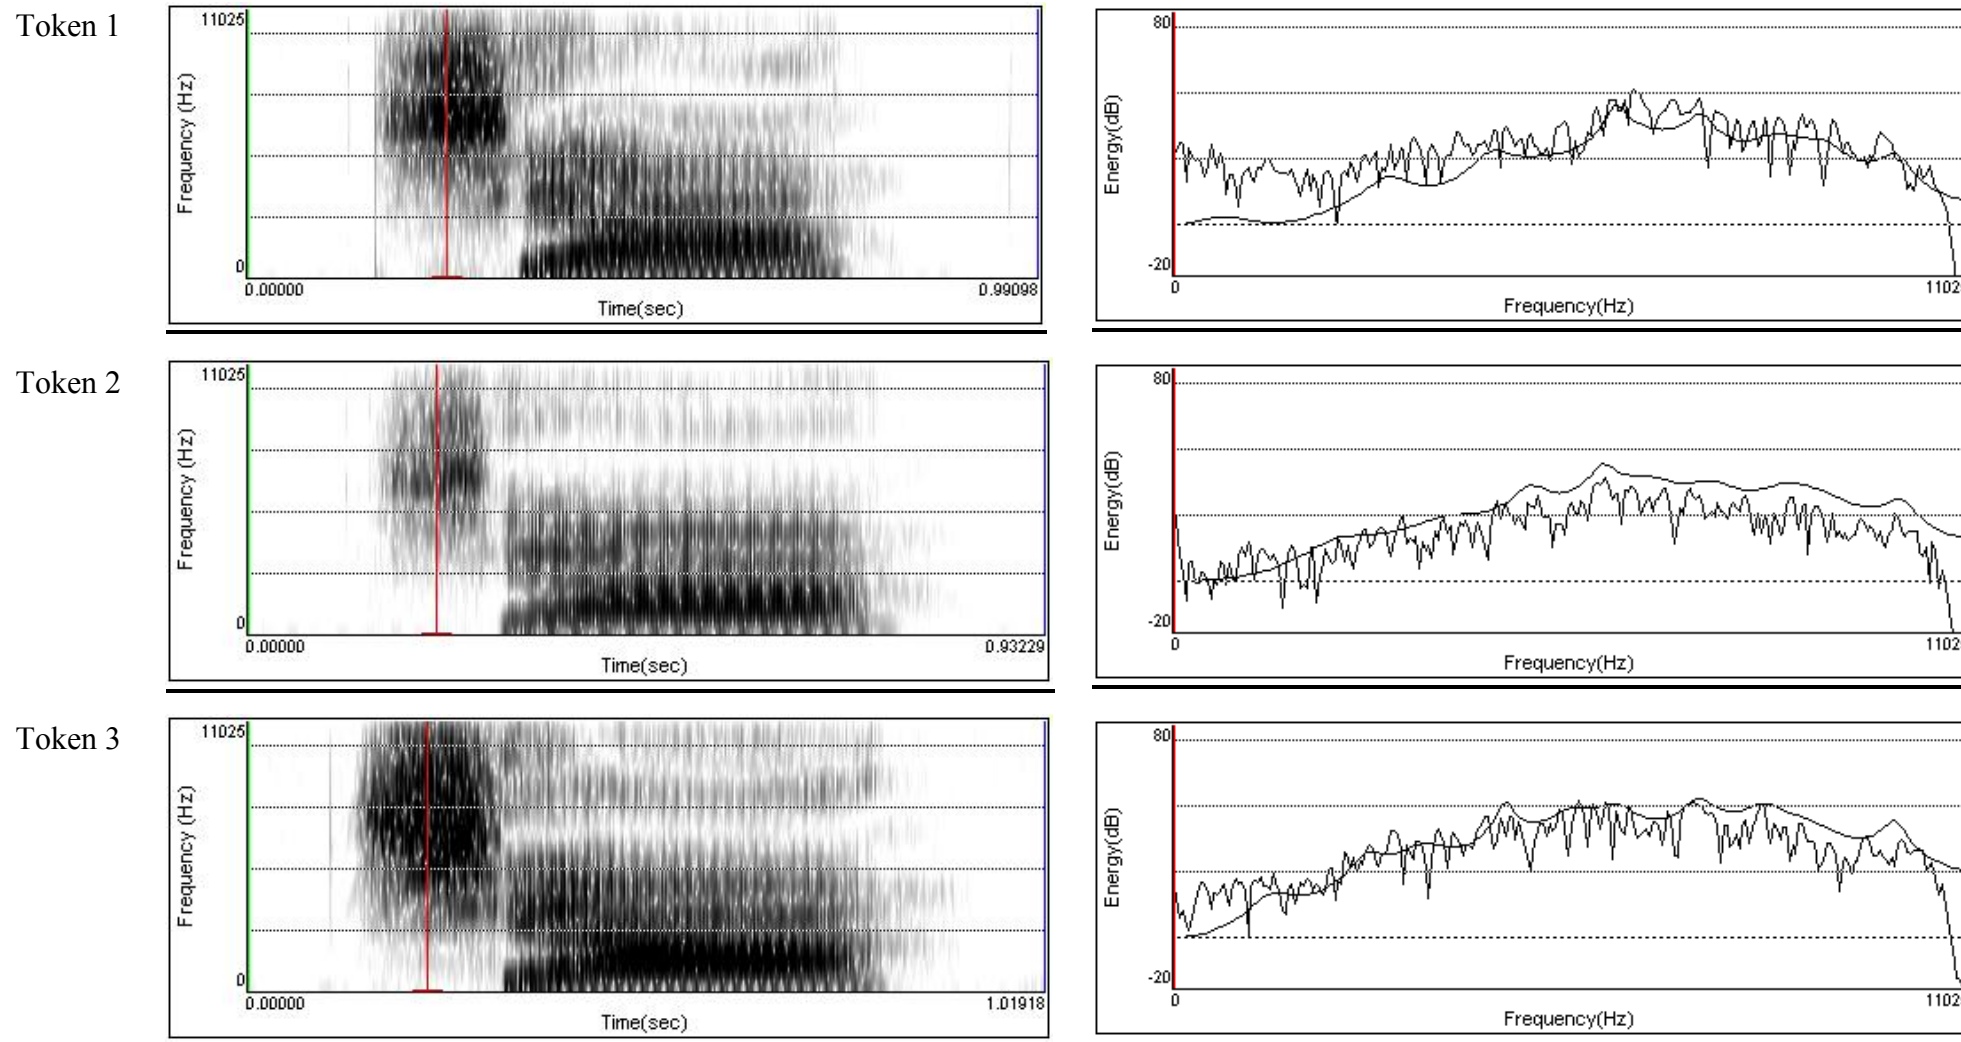 Token 1
11025
Frequency (Hz)
0
0.00000
0.99098
Time(sec)
80
Energy(dB)
-20
0
1102
Frequency(Hz)
Token 2
11025
Frequency (Hz)
0
0.00000
0.93229
Time(sec)
80
Energy(dB)
-20
0
1102
Frequency(Hz)
Token 3
11025
Frequency (Hz)
0
0.00000
1.01918
Time(sec)
80
Energy(dB)
-20
0
1102
Frequency(Hz)